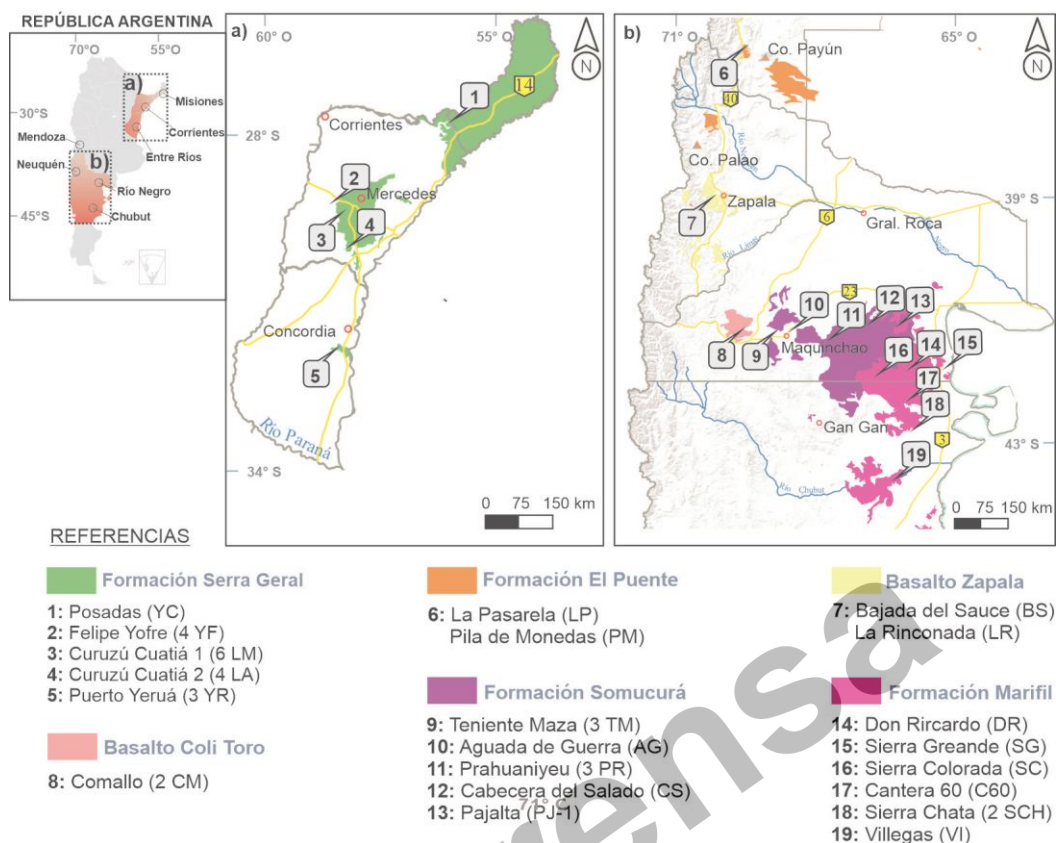 REPÚBLICA ARGENTINA
70°O
55°O
a)
30°S
Misiones
Corrientes
Mendoza
b)
Entre Ríos
Neuquén
Río Negro
45°S
Chubut
a)
60° O
55° O
N
14
1
Corrientes
28° S
2
Mercedes
3
4
Concordia
5
Río Paraná
34° S
0 75 150 km
b)
71° O
65° O
Co. Payún
N
6
40
Co. Palao
39° S
7
Zapala
6
Gral. Roca
Negro
Río Limay
23
10
11
12
13
8
9
Maquinchao
16
14
15
17
18
Gan Gan
3
43° S
19
Río Chubut
0 75 150 km
REFERENCIAS
Formación Serra Geral
1: Posadas (YC)
2: Felipe Yofre (4 YF)
3: Curuzú Cuatiá 1 (6 LM)
4: Curuzú Cuatiá 2 (4 LA)
5: Puerto Yeruá (3 YR)
Basalto Coli Toro
8: Comallo (2 CM)
Formación El Puente
6: La Pasarela (LP)
Pila de Monedas (PM)
Formación Somucurá
9: Teniente Maza (3 TM)
10: Aguada de Guerra (AG)
11: Prahuaniyeu (3 PR)
12: Cabecera del Salado (CS)
13: Pajalta (PJ-1)
Basalto Zapala
7: Bajada del Sauce (BS)
La Rinconada (LR)
Formación Marifil
14: Don Rircardo (DR)
15: Sierra Greande (SG)
16: Sierra Colorada (SC)
17: Cantera 60 (C60)
18: Sierra Chata (2 SCH)
19: Villegas (VI)